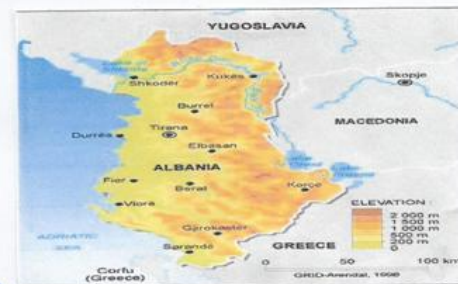 YUGOSLAVIA
Shkodër
Kukës
Skopje
Burrel
Durrës
Tirana
MACEDONIA
Elbasan
ALBANIA
Fier
Berat
Korçë
Vlorë
ELEVATION :
2 000 m
1 500 m
1 000 m
500 m
200 m
0
Gjirokastër
ADRIATIC
SEA
GREECE
Sarandë
0 50 100 km
Corfu
(Greece)
GRID-Arendal, 1998